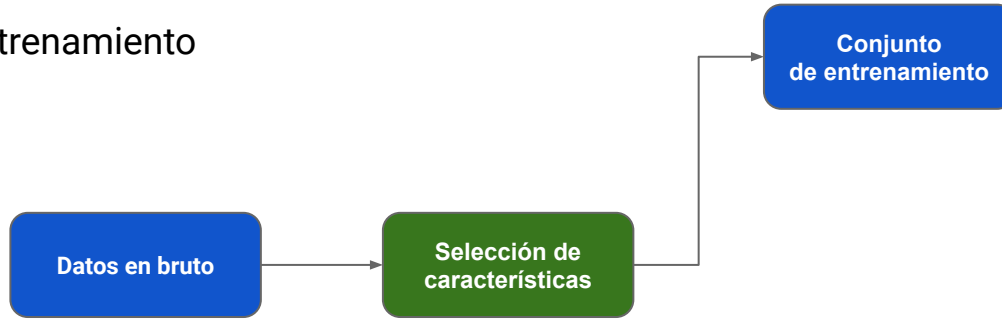 trenamiento
Conjunto
de entrenamiento
Datos en bruto
Selección de
características